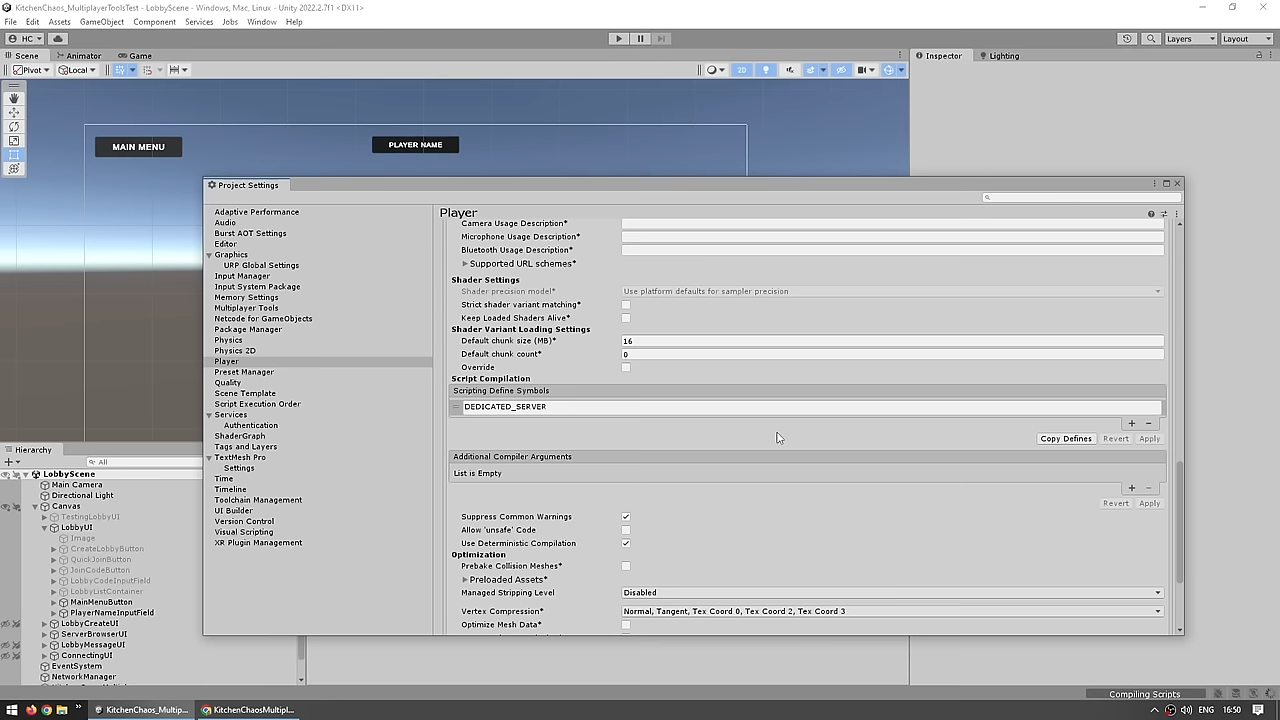 KitchenChaos_MultiplayerToolsTest - LobbyScene - Windows, Mac, Linux - Unity 2022.2.7f1 <DX11>
File Edit Assets GameObject Component Services Jobs Window Help
HC
Layers Layout
Scene Animator Game
Inspector Lighting
Pivot Local
2D
MAIN MENU
PLAYER NAME
Project Settings
Adaptive Performance
Audio
Burst AOT Settings
Editor
Graphics
URP Global Settings
Input Manager
Input System Package
Memory Settings
Multiplayer Tools
Netcode for GameObjects
Package Manager
Physics
Physics 2D
Player
Preset Manager
Quality
Scene Template
Script Execution Order
Services
Authentication
ShaderGraph
Tags and Layers
TextMesh Pro
Settings
Time
Timeline
Toolchain Management
UI Builder
Version Control
Visual Scripting
XR Plugin Management
Player
Camera Usage Description*
Microphone Usage Description*
Bluetooth Usage Description*
Supported URL schemes*
Shader Settings
Shader precision model* Use platform defaults for sampler precision
Strict shader variant matching*
Keep Loaded Shaders Alive*
Shader Variant Loading Settings
Default chunk size (MB)* 16
Default chunk count* 0
Override
Script Compilation
Scripting Define Symbols
DEDICATED_SERVER
Copy Defines Revert Apply
Additional Compiler Arguments
List is Empty
Revert Apply
Suppress Common Warnings
Allow 'unsafe' Code
Use Deterministic Compilation
Optimization
Prebake Collision Meshes*
Preloaded Assets*
Managed Stripping Level Disabled
Vertex Compression* Normal, Tangent, Tex Coord 0, Tex Coord 2, Tex Coord 3
Optimize Mesh Data*
Hierarchy
All
LobbyScene
Main Camera
Directional Light
Canvas
TestingLobbyUI
LobbyUI
Image
CreateLobbyButton
QuickJoinButton
JoinCodeButton
LobbyCodeInputField
LobbyListContainer
MainMenuButton
PlayerNameInputField
LobbyCreateUI
ServerBrowserUI
LobbyMessageUI
ConnectingUI
EventSystem
NetworkManager
Compiling Scripts
KitchenChaos_Multip... KitchenChaosMultipl...
ENG 16:50